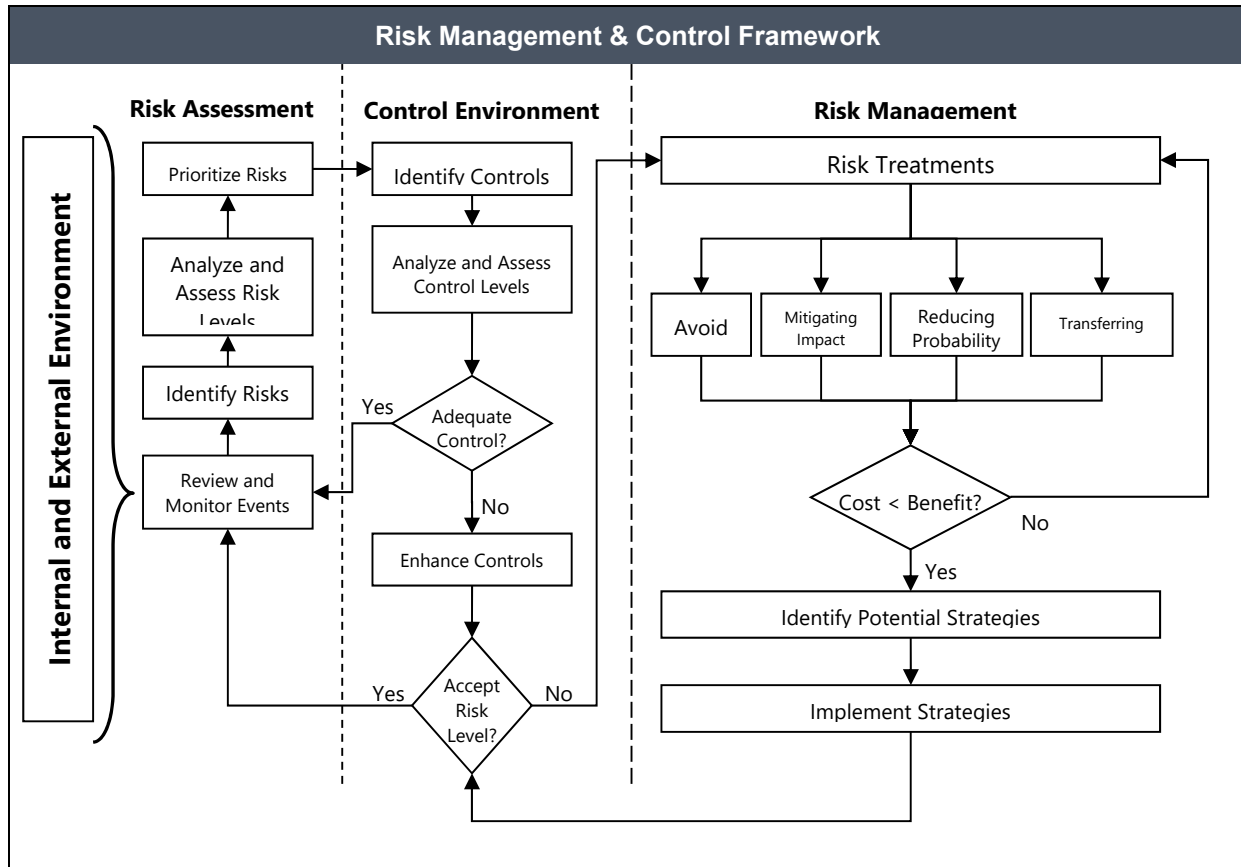 Risk Management & Control Framework
Risk Assessment
Control Environment
Risk Management
Internal and External Environment
Prioritize Risks
Analyze and
Assess Risk
Levels
Identify Risks
Review and
Monitor Events
Identify Controls
Analyze and Assess
Control Levels
Adequate
Control?
Yes
No
Enhance Controls
Accept
Risk
Level?
Yes
No
Risk Treatments
Avoid
Mitigating
Impact
Reducing
Probability
Transferring
Cost < Benefit?
No
Yes
Identify Potential Strategies
Implement Strategies